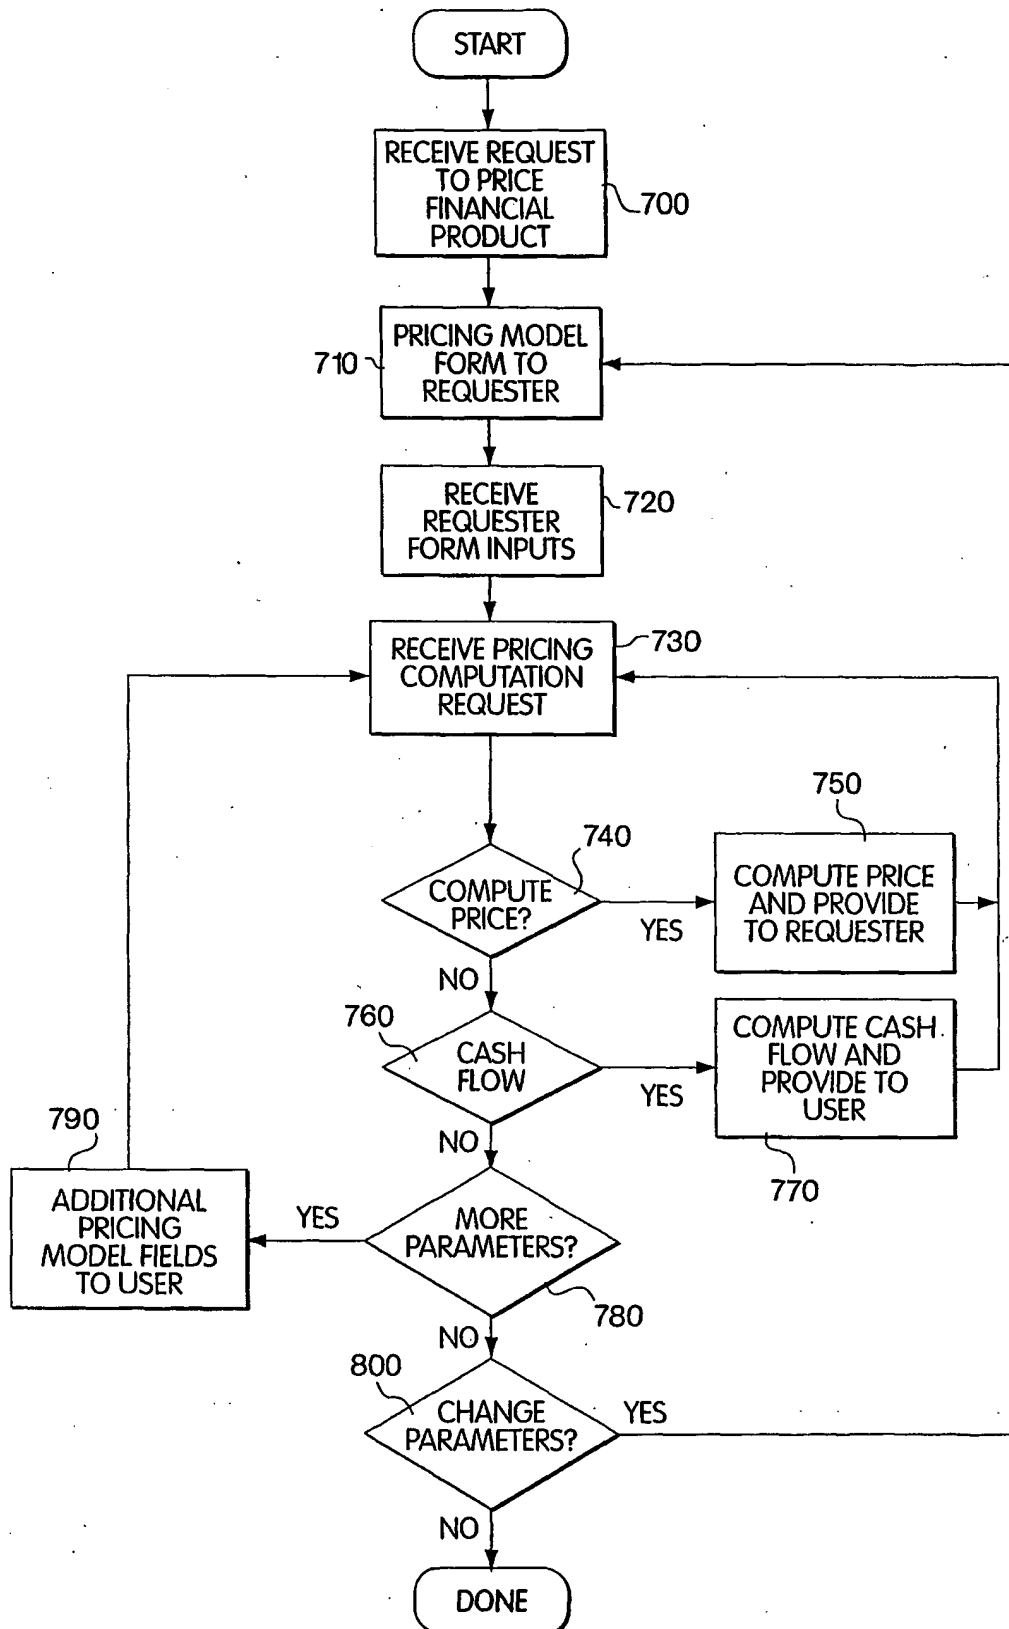 START
RECEIVE REQUEST
TO PRICE
FINANCIAL
PRODUCT
700
PRICING MODEL
FORM TO
REQUESTER
710
RECEIVE
REQUESTER
FORM INPUTS
720
RECEIVE PRICING
COMPUTATION
REQUEST
730
COMPUTE
PRICE?
740
YES
NO
COMPUTE PRICE
AND PROVIDE
TO REQUESTER
750
CASH
FLOW
760
YES
NO
COMPUTE CASH
FLOW AND
PROVIDE TO
USER
770
MORE
PARAMETERS?
780
YES
NO
ADDITIONAL
PRICING
MODEL FIELDS
TO USER
790
CHANGE
PARAMETERS?
800
YES
NO
DONE